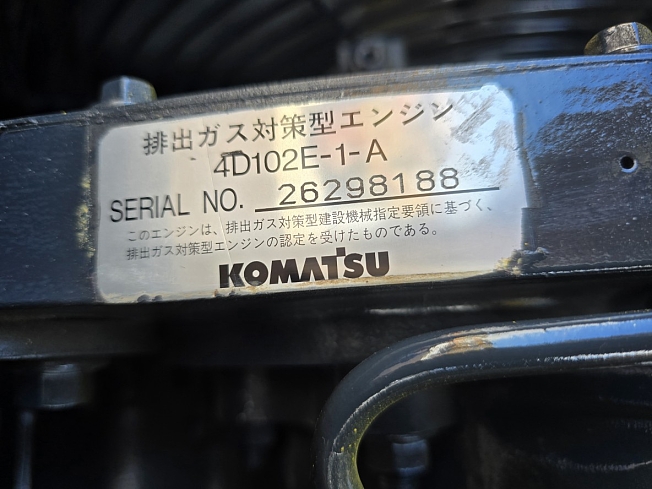 排出ガス対策型エンジン
4D102E-1-A
SERIAL NO. 26298188
このエンジンは、排出ガス対策型建設機械指定要領に基づく、
排出ガス対策型エンジンの認定を受けたものである。
KOMATSU